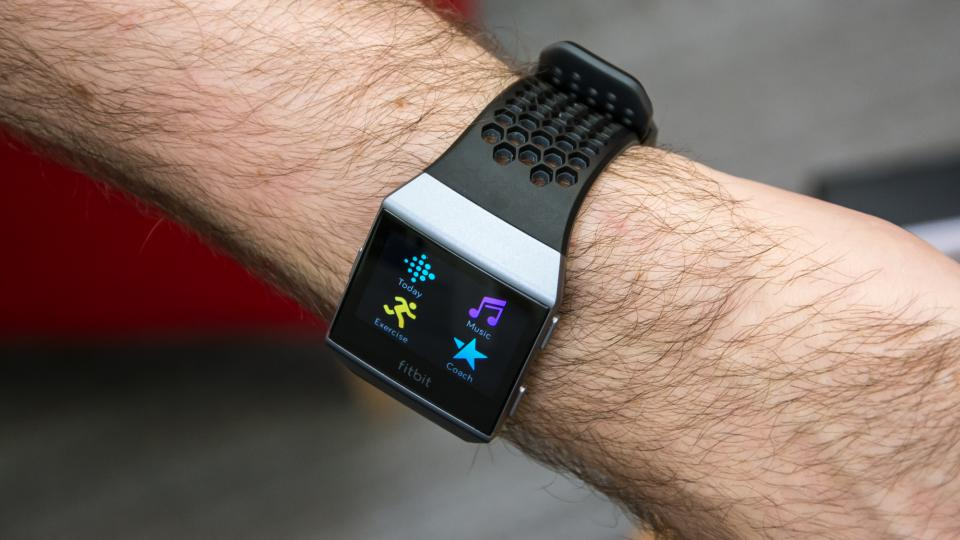 Today
Music
Exercise
Coach
fitbit